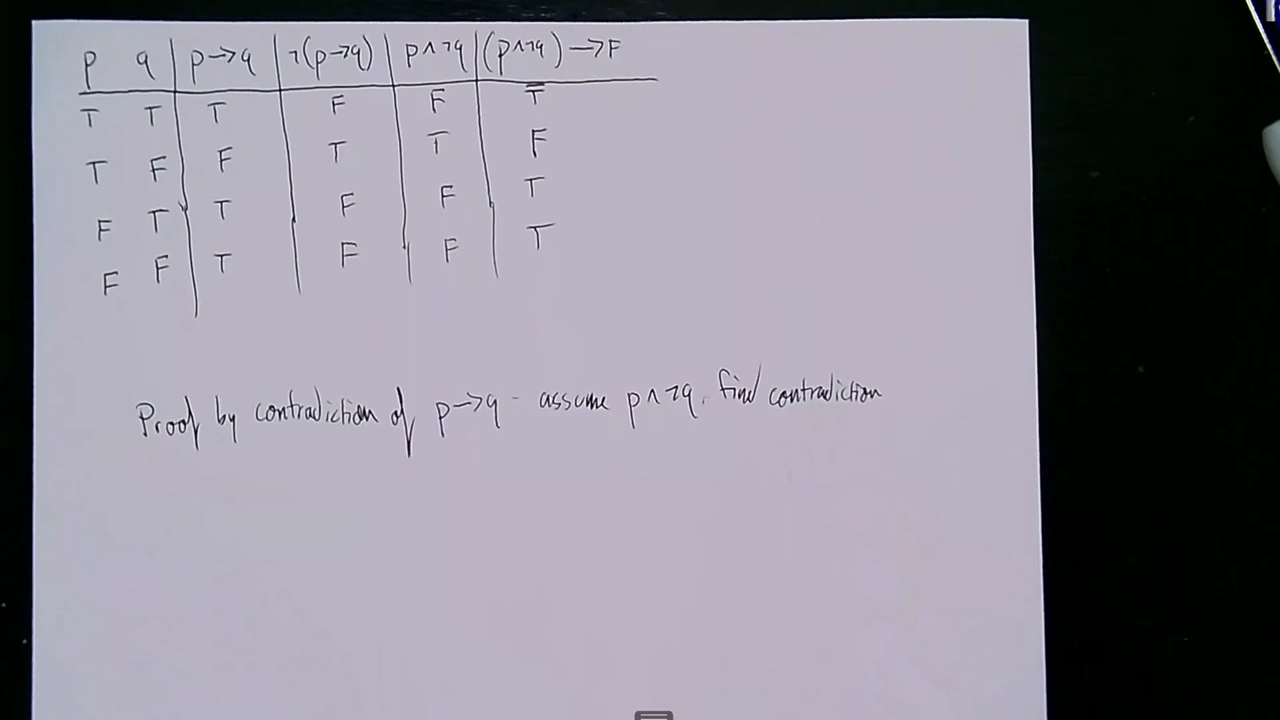 p q p→q ¬(p→q) p∧¬q (p∧¬q)→F
T T T F F T
T F F T T F
F T T F F T
F F T F F T
Proof by contradiction of p→q - assume p∧¬q, find contradiction